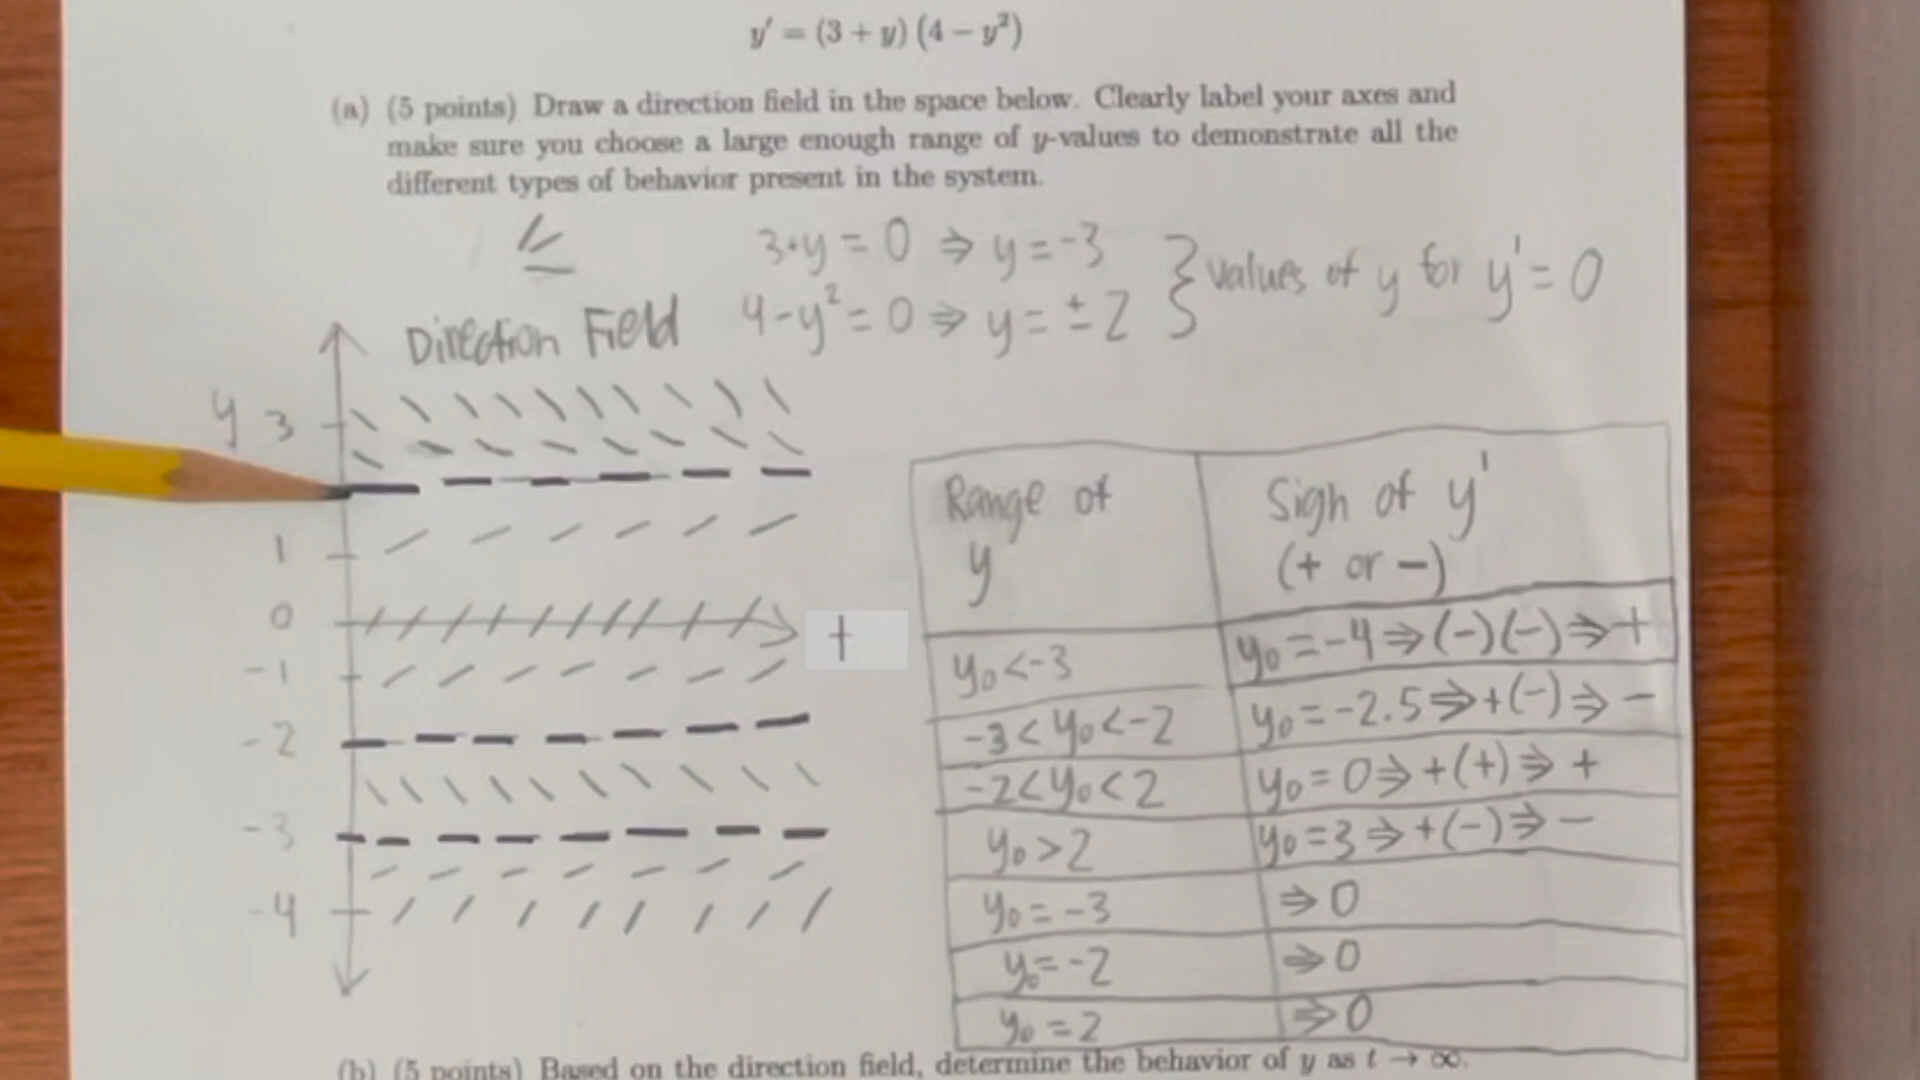 y′ = (3 + y) (4 − y²)
(a) (5 points) Draw a direction field in the space below. Clearly label your axes and
make sure you choose a large enough range of y-values to demonstrate all the
different types of behavior present in the system.
3+y = 0 ⇒ y = -3
4-y² = 0 ⇒ y = ±2
} values of y for y' = 0
Direction Field
y
3
1
0
t
-1
-2
-3
-4
Range of
y
Sign of y'
(+ or -)
y₀ < -3
y₀ = -4 ⇒ (-)(-) ⇒ +
-3 < y₀ < -2
y₀ = -2.5 ⇒ +(-) ⇒ -
-2 < y₀ < 2
y₀ = 0 ⇒ +(+) ⇒ +
y₀ > 2
y₀ = 3 ⇒ +(-) ⇒ -
y₀ = -3
⇒ 0
y₀ = -2
⇒ 0
y₀ = 2
⇒ 0
(b) (5 points) Based on the direction field, determine the behavior of y as t → ∞.